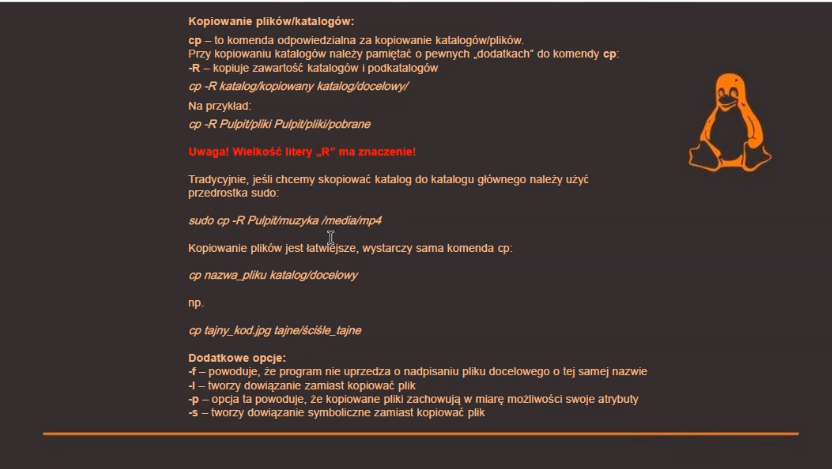 Kopiowanie plików/katalogów:
cp – to komenda odpowiedzialna za kopiowanie katalogów/plików.
Przy kopiowaniu katalogów należy pamiętać o pewnych „dodatkach” do komendy cp:
-R – kopiuje zawartość katalogów i podkatalogów
cp -R katalog/kopiowany katalog/docelowy/
Na przykład:
cp -R Pulpit/pliki Pulpit/pliki/pobrane
Uwaga! Wielkość litery „R” ma znaczenie!
Tradycyjnie, jeśli chcemy skopiować katalog do katalogu głównego należy użyć
przedrostka sudo:
sudo cp -R Pulpit/muzyka /media/mp4
Kopiowanie plików jest łatwiejsze, wystarczy sama komenda cp:
cp nazwa_pliku katalog/docelowy
np.
cp tajny_kod.jpg tajne/ściśle_tajne
Dodatkowe opcje:
-f – powoduje, że program nie uprzedza o nadpisaniu pliku docelowego o tej samej nazwie
-l – tworzy dowiązanie zamiast kopiować plik
-p – opcja ta powoduje, że kopiowane pliki zachowują w miarę możliwości swoje atrybuty
-s – tworzy dowiązanie symboliczne zamiast kopiować plik